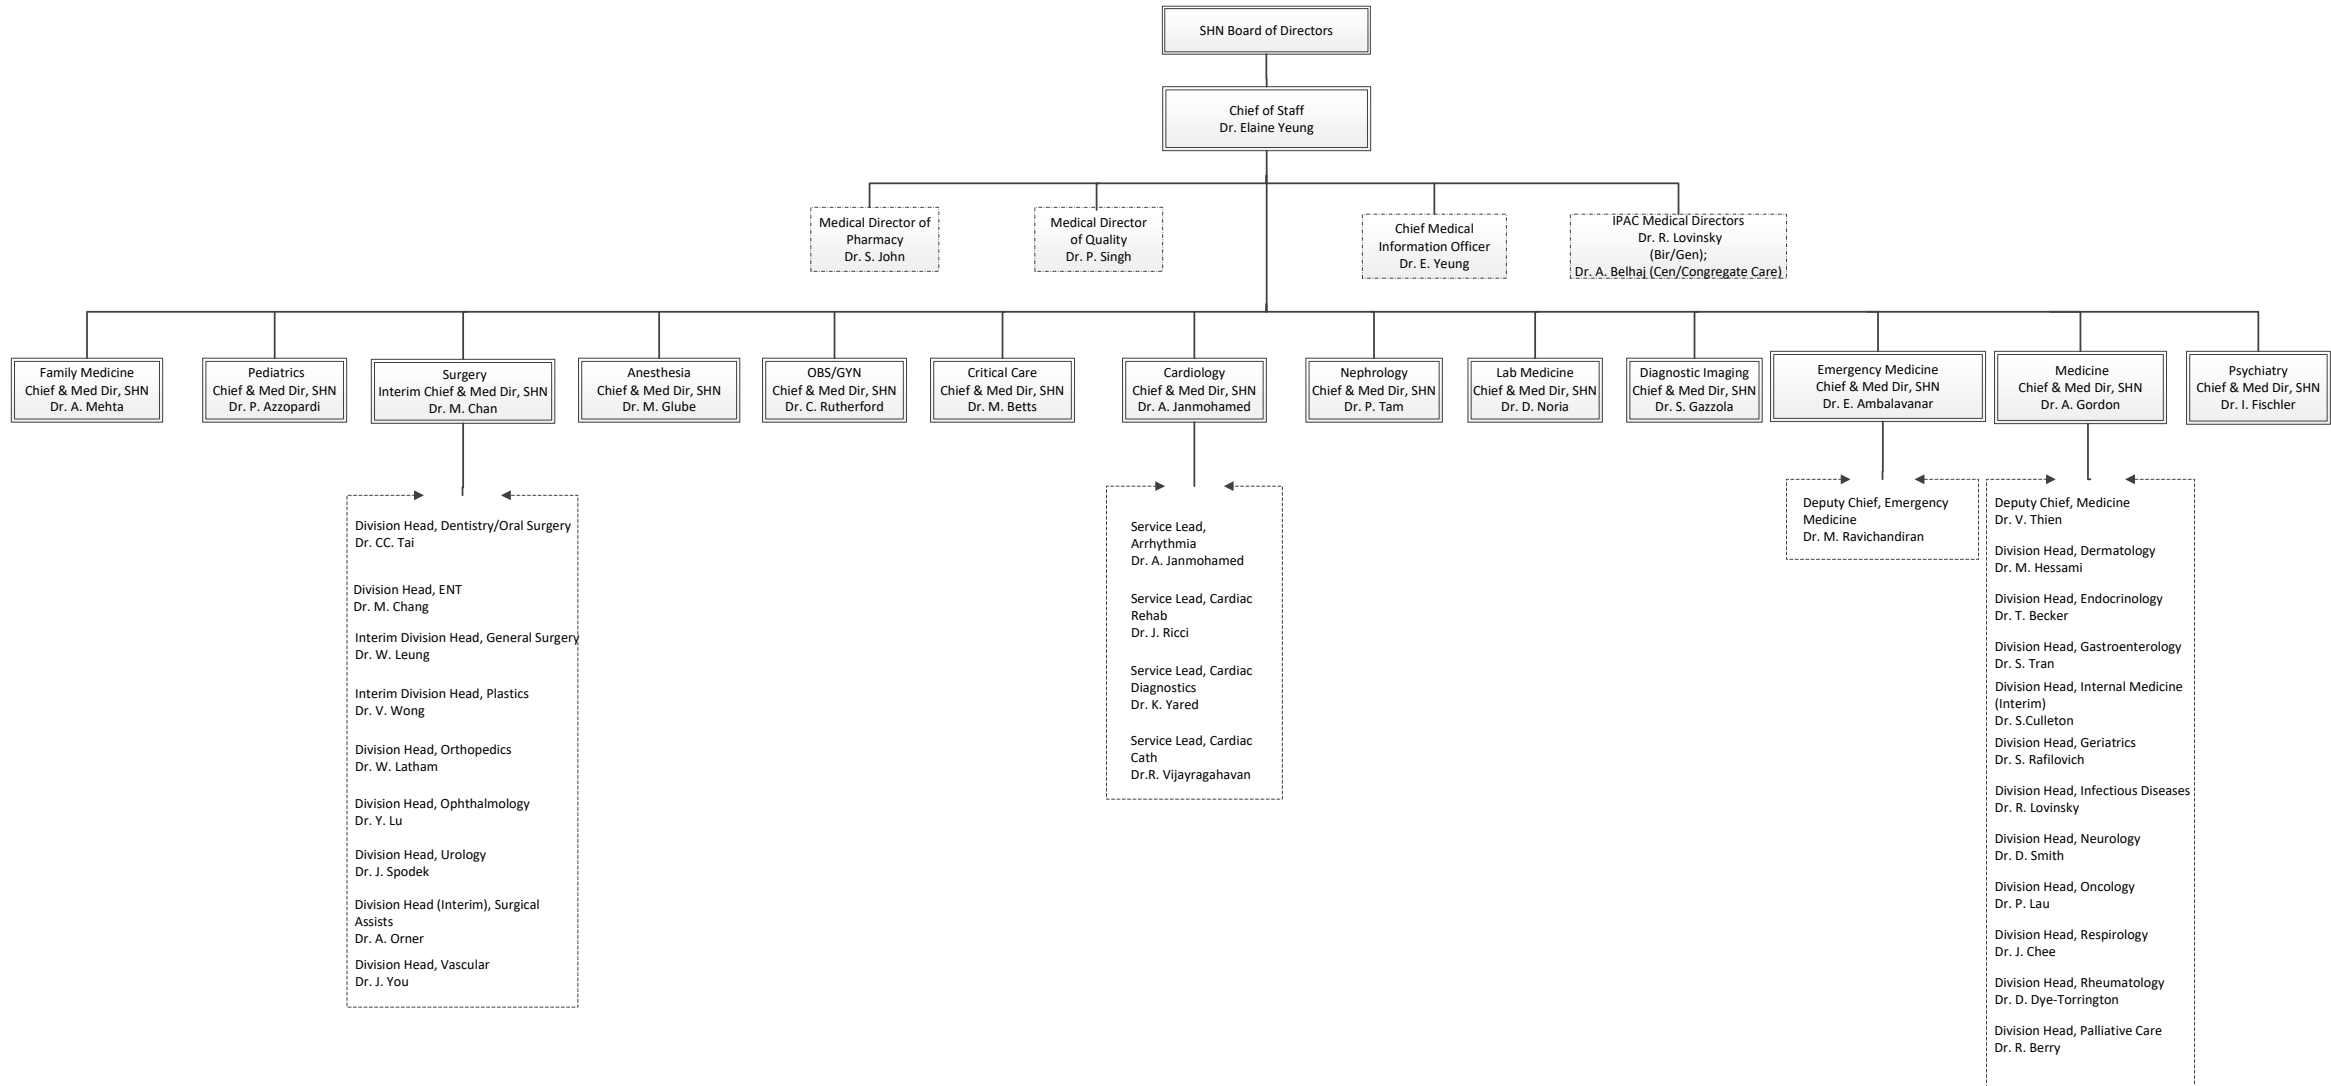 SHN Board of Directors
Chief of Staff
Dr. Elaine Yeung
Medical Director of
Pharmacy
Dr. S. John
Medical Director
of Quality
Dr. P. Singh
Chief Medical
Information Officer
Dr. E. Yeung
IPAC Medical Directors
Dr. R. Lovinsky
(Bir/Gen);
Dr. A. Belhaj (Cen/Congregate Care)
Family Medicine
Chief & Med Dir, SHN
Dr. A. Mehta
Pediatrics
Chief & Med Dir, SHN
Dr. P. Azzopardi
Surgery
Interim Chief & Med Dir, SHN
Dr. M. Chan
Anesthesia
Chief & Med Dir, SHN
Dr. M. Glube
OBS/GYN
Chief & Med Dir, SHN
Dr. C. Rutherford
Critical Care
Chief & Med Dir, SHN
Dr. M. Betts
Cardiology
Chief & Med Dir, SHN
Dr. A. Janmohamed
Nephrology
Chief & Med Dir, SHN
Dr. P. Tam
Lab Medicine
Chief & Med Dir, SHN
Dr. D. Noria
Diagnostic Imaging
Chief & Med Dir, SHN
Dr. S. Gazzola
Emergency Medicine
Chief & Med Dir, SHN
Dr. E. Ambalavanar
Medicine
Chief & Med Dir, SHN
Dr. A. Gordon
Psychiatry
Chief & Med Dir, SHN
Dr. I. Fischler
Division Head, Dentistry/Oral Surgery
Dr. CC. Tai
Division Head, ENT
Dr. M. Chang
Interim Division Head, General Surgery
Dr. W. Leung
Interim Division Head, Plastics
Dr. V. Wong
Division Head, Orthopedics
Dr. W. Latham
Division Head, Ophthalmology
Dr. Y. Lu
Division Head, Urology
Dr. J. Spodek
Division Head (Interim), Surgical
Assists
Dr. A. Orner
Division Head, Vascular
Dr. J. You
Service Lead,
Arrhythmia
Dr. A. Janmohamed
Service Lead, Cardiac
Rehab
Dr. J. Ricci
Service Lead, Cardiac
Diagnostics
Dr. K. Yared
Service Lead, Cardiac
Cath
Dr.R. Vijayragahavan
Deputy Chief, Emergency
Medicine
Dr. M. Ravichandiran
Deputy Chief, Medicine
Dr. V. Thien
Division Head, Dermatology
Dr. M. Hessami
Division Head, Endocrinology
Dr. T. Becker
Division Head, Gastroenterology
Dr. S. Tran
Division Head, Internal Medicine
(Interim)
Dr. S.Culleton
Division Head, Geriatrics
Dr. S. Rafilovich
Division Head, Infectious Diseases
Dr. R. Lovinsky
Division Head, Neurology
Dr. D. Smith
Division Head, Oncology
Dr. P. Lau
Division Head, Respirology
Dr. J. Chee
Division Head, Rheumatology
Dr. D. Dye-Torrington
Division Head, Palliative Care
Dr. R. Berry